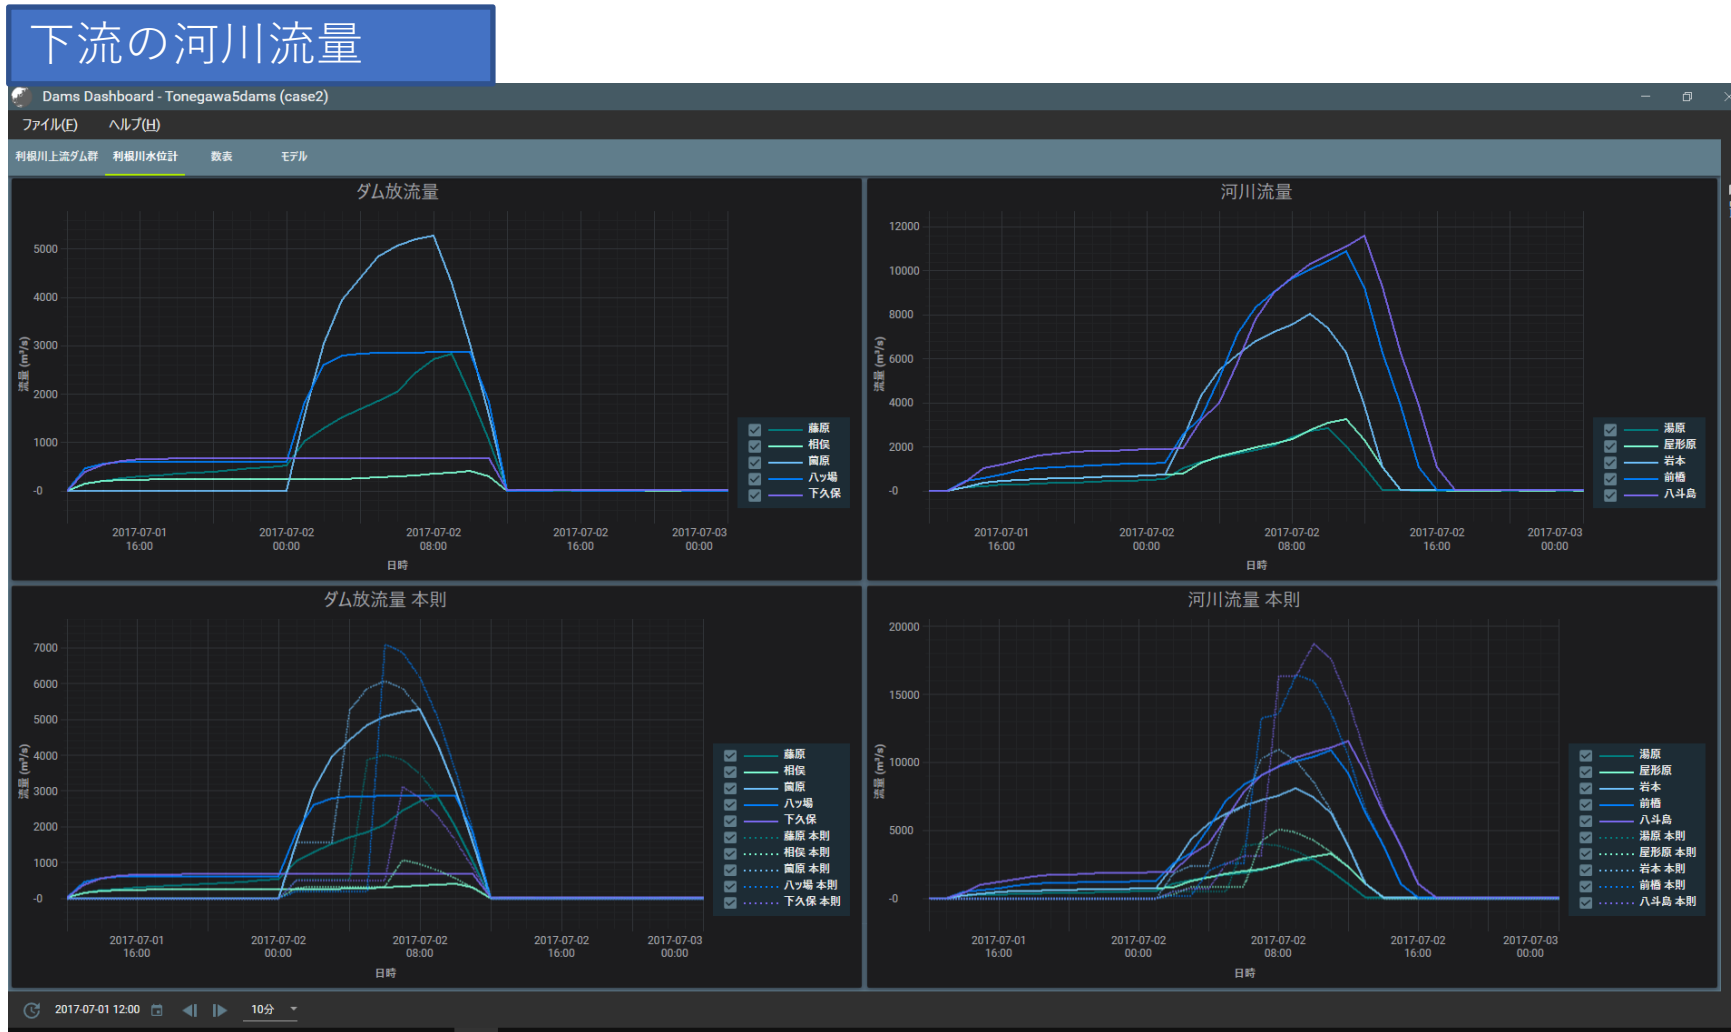 下流の河川流量
Dams Dashboard - Tonegawa5dams (case2)
ファイル(F) ヘルプ(H)
利根川上流ダム群 利根川水位計 数表 モデル
ダム放流量
流量 (m³/s)
5000
4000
3000
2000
1000
-0
2017-07-01 16:00
2017-07-02 00:00
2017-07-02 08:00
2017-07-02 16:00
2017-07-03 00:00
日時
藤原
相俣
薗原
八ッ場
下久保
河川流量
流量 (m³/s)
12000
10000
8000
6000
4000
2000
-0
2017-07-01 16:00
2017-07-02 00:00
2017-07-02 08:00
2017-07-02 16:00
2017-07-03 00:00
日時
湯原
屋形原
岩本
前橋
八斗島
ダム放流量 本則
流量 (m³/s)
7000
6000
5000
4000
3000
2000
1000
-0
2017-07-01 16:00
2017-07-02 00:00
2017-07-02 08:00
2017-07-02 16:00
2017-07-03 00:00
日時
藤原
相俣
薗原
八ッ場
下久保
藤原 本則
相俣 本則
薗原 本則
八ッ場 本則
下久保 本則
河川流量 本則
流量 (m³/s)
20000
15000
10000
5000
-0
2017-07-01 16:00
2017-07-02 00:00
2017-07-02 08:00
2017-07-02 16:00
2017-07-03 00:00
日時
湯原
屋形原
岩本
前橋
八斗島
湯原 本則
屋形原 本則
岩本 本則
前橋 本則
八斗島 本則
2017-07-01 12:00 10分